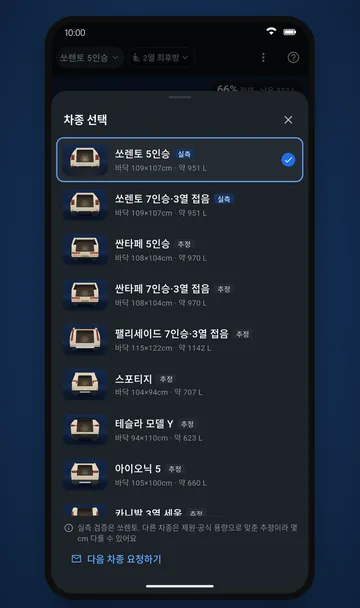 10:00
쏘렌토 5인승
2열 최후방
66%
차종 선택
쏘렌토 5인승 실측
바닥 109×107cm · 약 951 L
쏘렌토 7인승·3열 접음 실측
바닥 109×107cm · 약 951 L
싼타페 5인승 추정
바닥 108×104cm · 약 970 L
싼타페 7인승·3열 접음 추정
바닥 108×104cm · 약 970 L
팰리세이드 7인승·3열 접음 추정
바닥 115×122cm · 약 1142 L
스포티지 추정
바닥 104×94cm · 약 707 L
테슬라 모델 Y 추정
바닥 94×110cm · 약 623 L
아이오닉 5 추정
바닥 105×100cm · 약 660 L
카니발 3열 세움 추정
실측 검증은 쏘렌토. 다른 차종은 제원·공식 용량으로 맞춘 추정이라 몇
cm 다를 수 있어요
다음 차종 요청하기